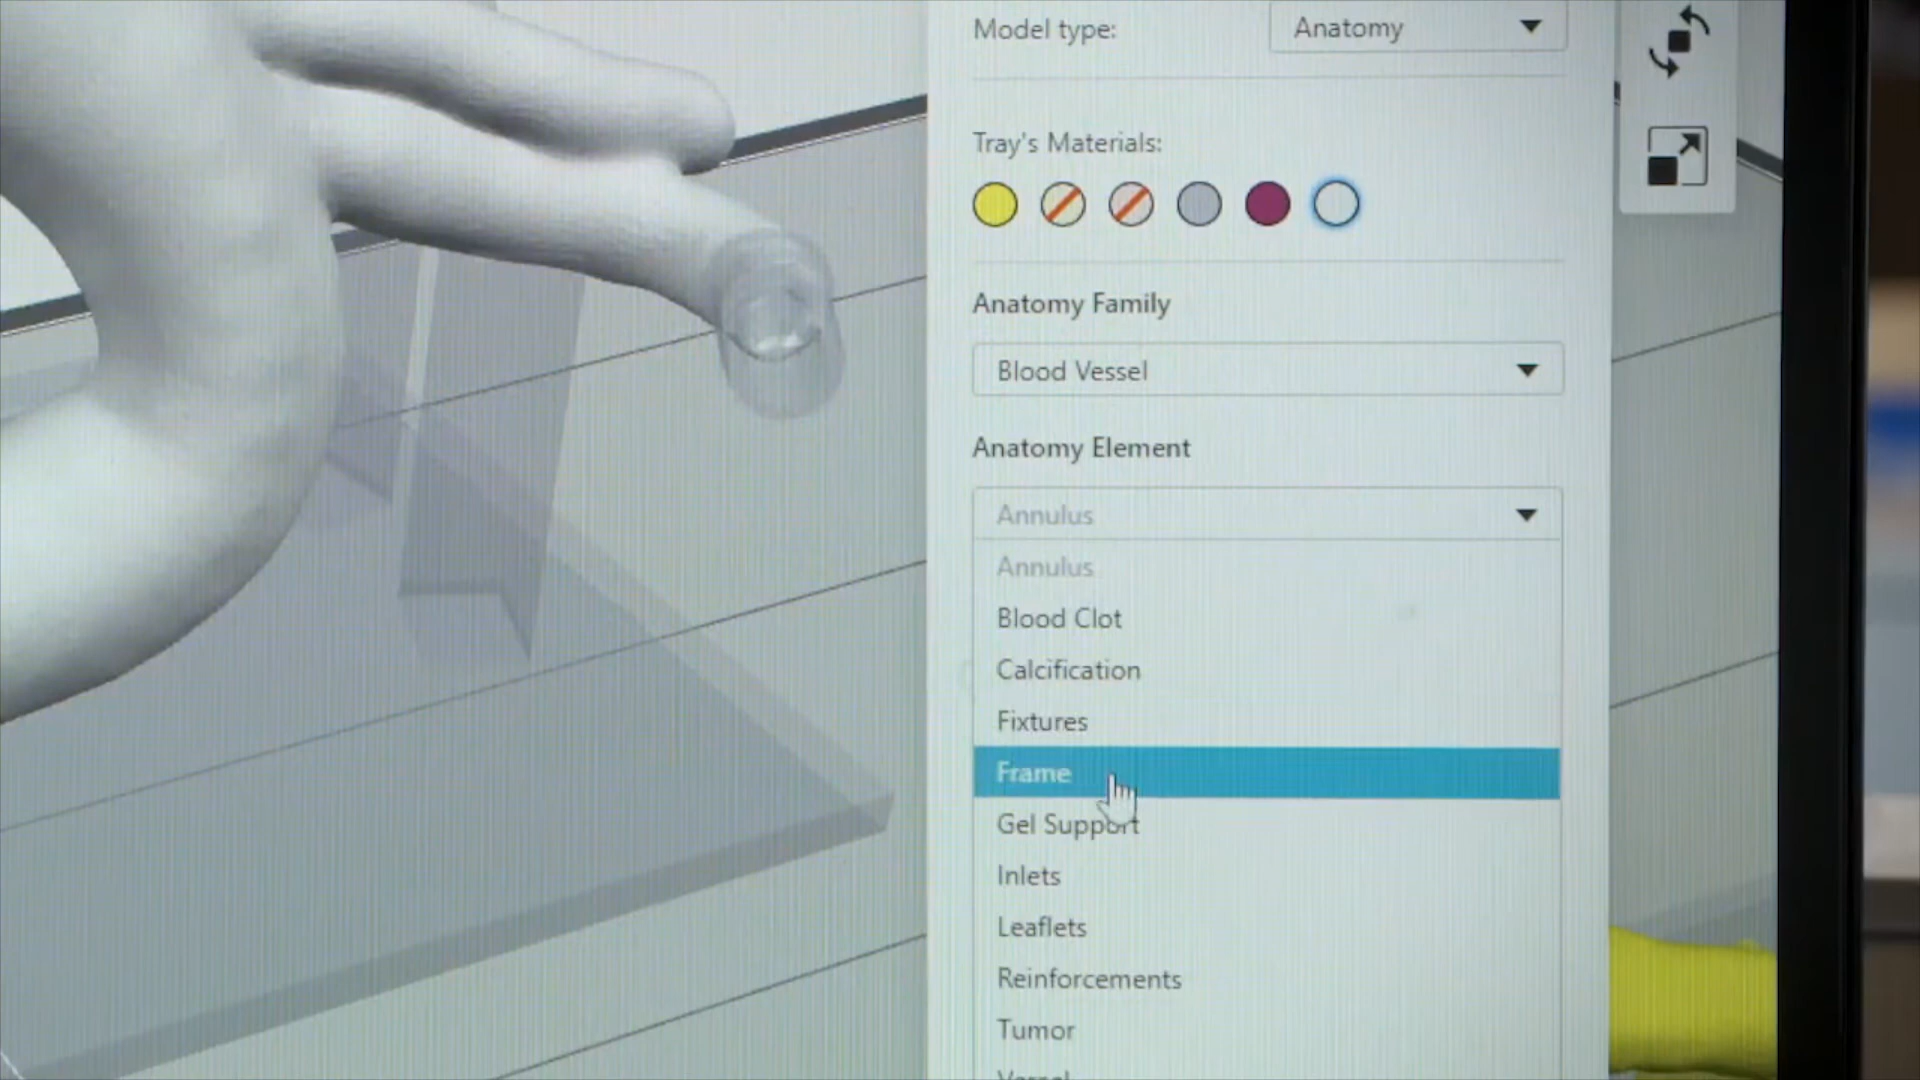 Model type: Anatomy
Tray's Materials:
Anatomy Family
Blood Vessel
Anatomy Element
Annulus
Annulus
Blood Clot
Calcification
Fixtures
Frame
Gel Support
Inlets
Leaflets
Reinforcements
Tumor